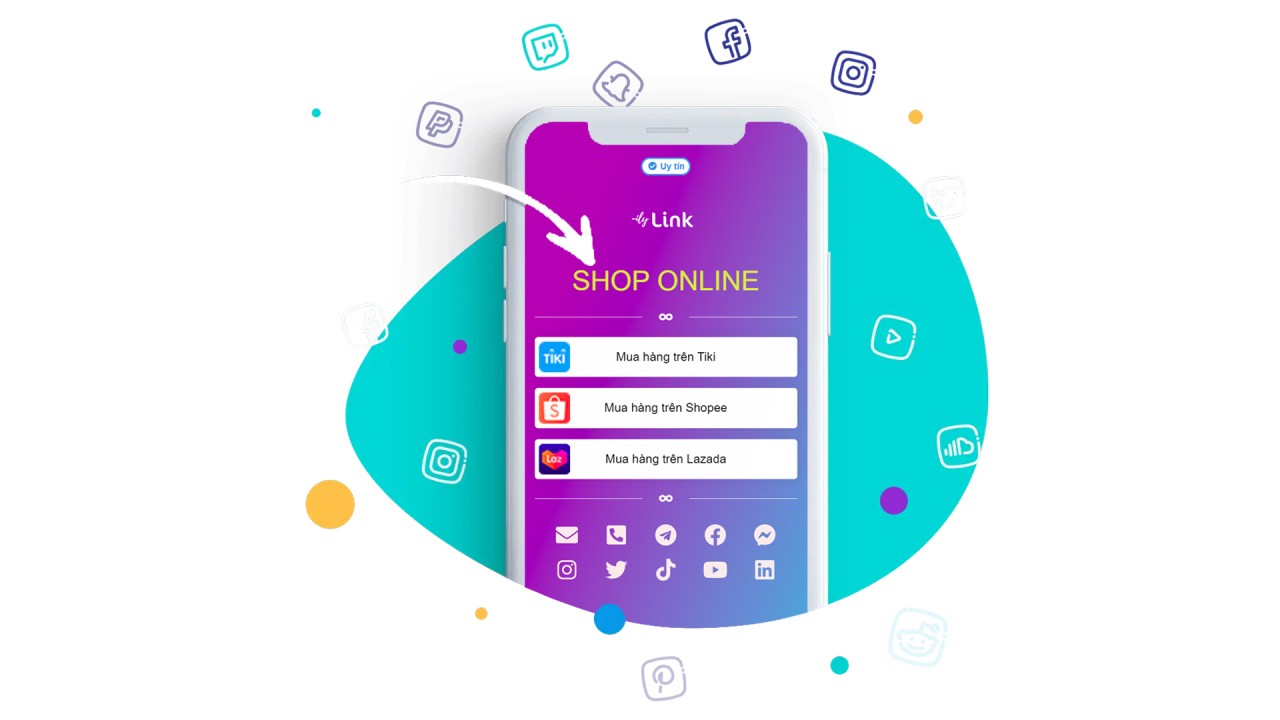 Uy tín
-ily Link
SHOP ONLINE
TIKI
Mua hàng trên Tiki
S
Mua hàng trên Shopee
Laz
Mua hàng trên Lazada